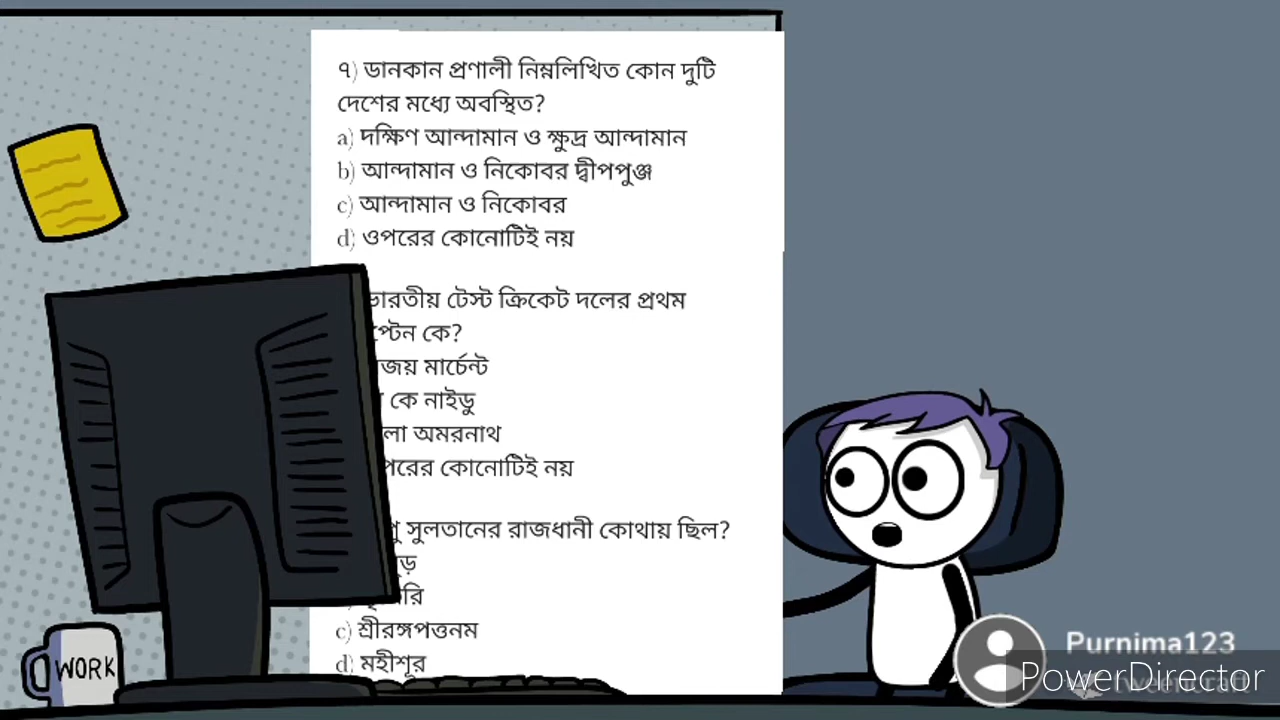 ৭) ডানকান প্রণালী নিম্নলিখিত কোন দুটি
দেশের মধ্যে অবস্থিত?
a) দক্ষিণ আন্দামান ও ক্ষুদ্র আন্দামান
b) আন্দামান ও নিকোবর দ্বীপপুঞ্জ
c) আন্দামান ও নিকোবর
d) ওপরের কোনোটিই নয়
ভারতীয় টেস্ট ক্রিকেট দলের প্রথম
প্টেন কে?
জয় মার্চেন্ট
কে নাইডু
লা অমরনাথ
পরের কোনোটিই নয়
সুলতানের রাজধানী কোথায় ছিল?
c) শ্রীরঙ্গপত্তনম
d) মহীশূর
WORK
Purnima123
PowerDirector